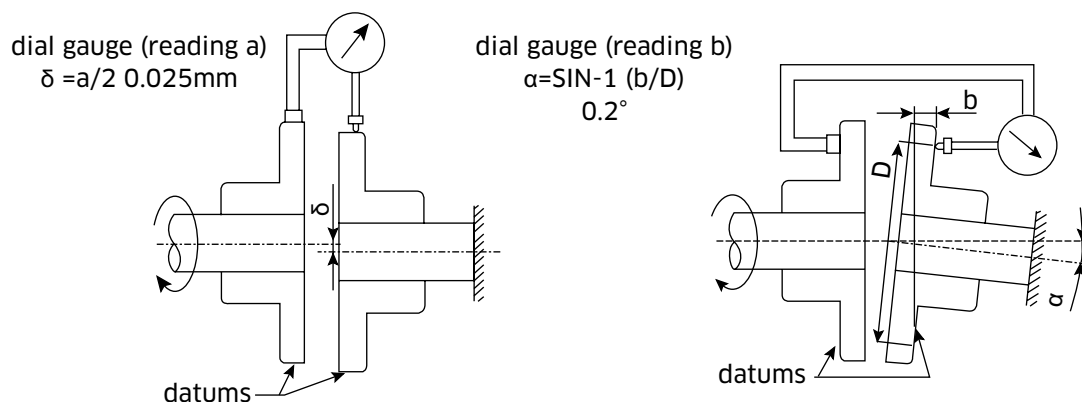 dial gauge (reading a)
δ =a/2 0.025mm
dial gauge (reading b)
α=SIN-1 (b/D)
0.2°
δ
datums
b
D
α
datums